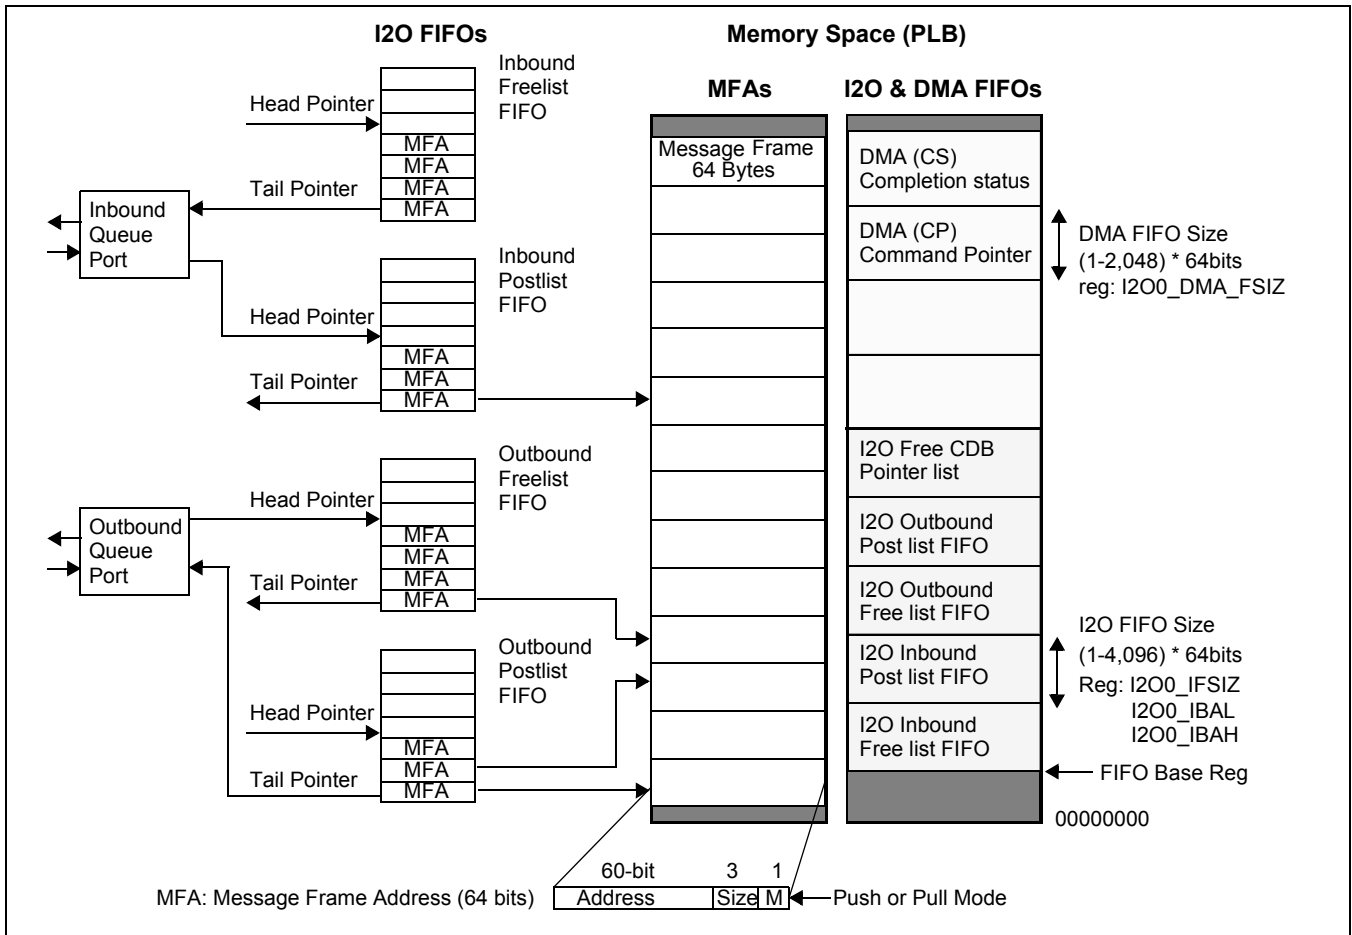 I2O FIFOs
Memory Space (PLB)
Inbound
Freelist
FIFO
MFAs
I2O & DMA FIFOs
Head Pointer
MFA
MFA
MFA
MFA
Tail Pointer
Inbound
Queue
Port
Inbound
Postlist
FIFO
Head Pointer
MFA
MFA
MFA
Tail Pointer
Outbound
Freelist
FIFO
Head Pointer
MFA
MFA
MFA
MFA
Tail Pointer
Outbound
Queue
Port
Outbound
Postlist
FIFO
Head Pointer
MFA
MFA
MFA
Tail Pointer
Message Frame
64 Bytes
DMA (CS)
Completion status
DMA (CP)
Command Pointer
DMA FIFO Size
(1-2,048) * 64bits
reg: I2O0_DMA_FSIZ
I2O Free CDB
Pointer list
I2O Outbound
Post list FIFO
I2O Outbound
Free list FIFO
I2O Inbound
Post list FIFO
I2O Inbound
Free list FIFO
I2O FIFO Size
(1-4,096) * 64bits
Reg: I2O0_IFSIZ
I2O0_IBAL
I2O0_IBAH
FIFO Base Reg
00000000
60-bit 3 1
MFA: Message Frame Address (64 bits) Address Size M Push or Pull Mode